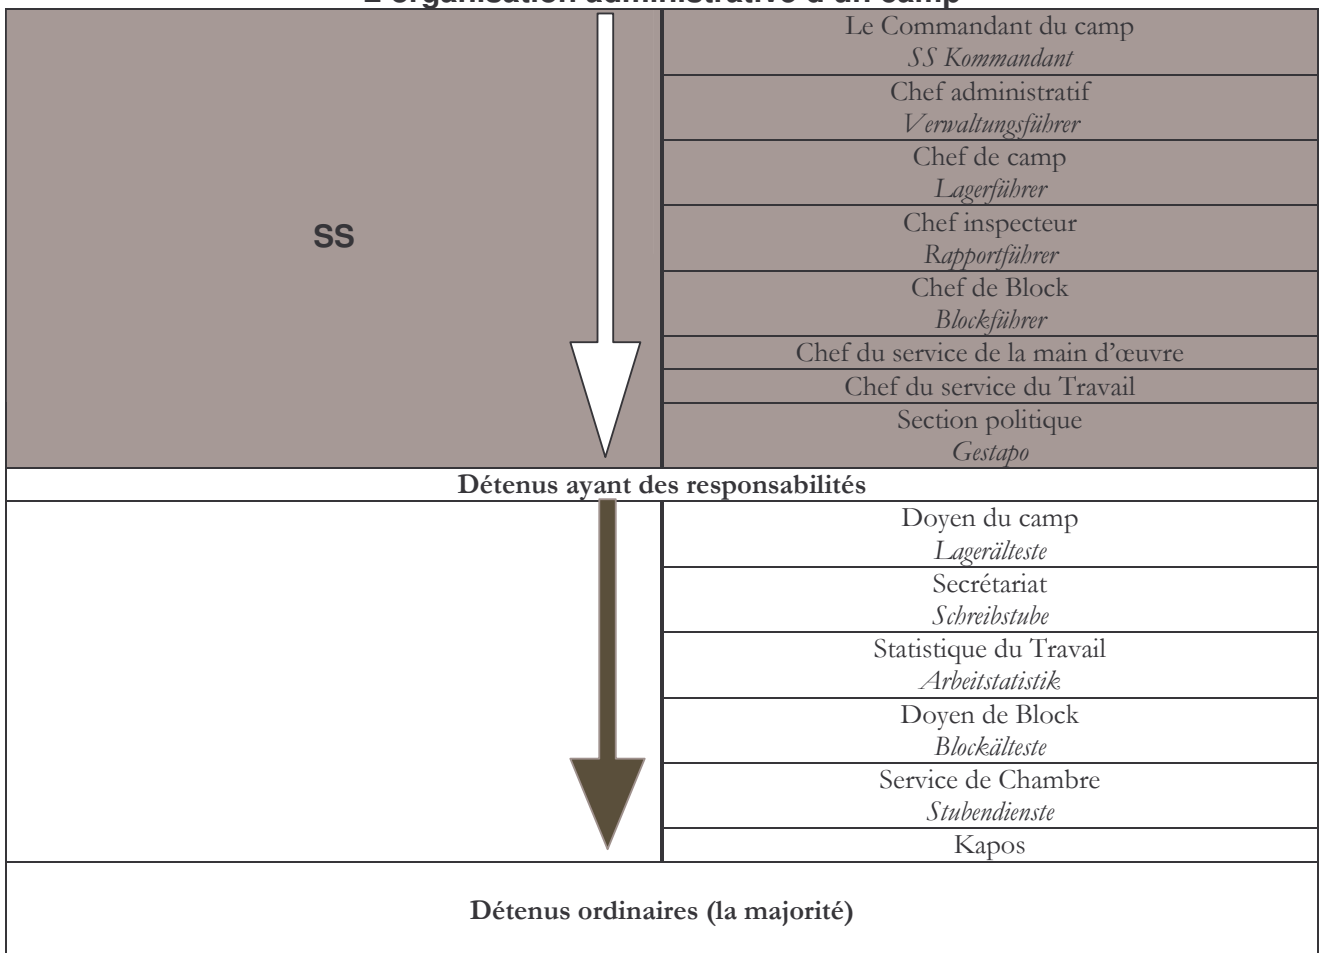 L'organisation administrative d'un camp
Le Commandant du camp
SS Kommandant
Chef administratif
Verwaltungsführer
Chef de camp
Lagerführer
Chef inspecteur
Rapportführer
SS
Chef de Block
Blockführer
Chef du service de la main d’œuvre
Chef du service du Travail
Section politique
Gestapo
Détenus ayant des responsabilités
Doyen du camp
Lagerälteste
Secrétariat
Schreibstube
Statistique du Travail
Arbeitstatistik
Doyen de Block
Blockälteste
Service de Chambre
Stubendienste
Kapos
Détenus ordinaires (la majorité)